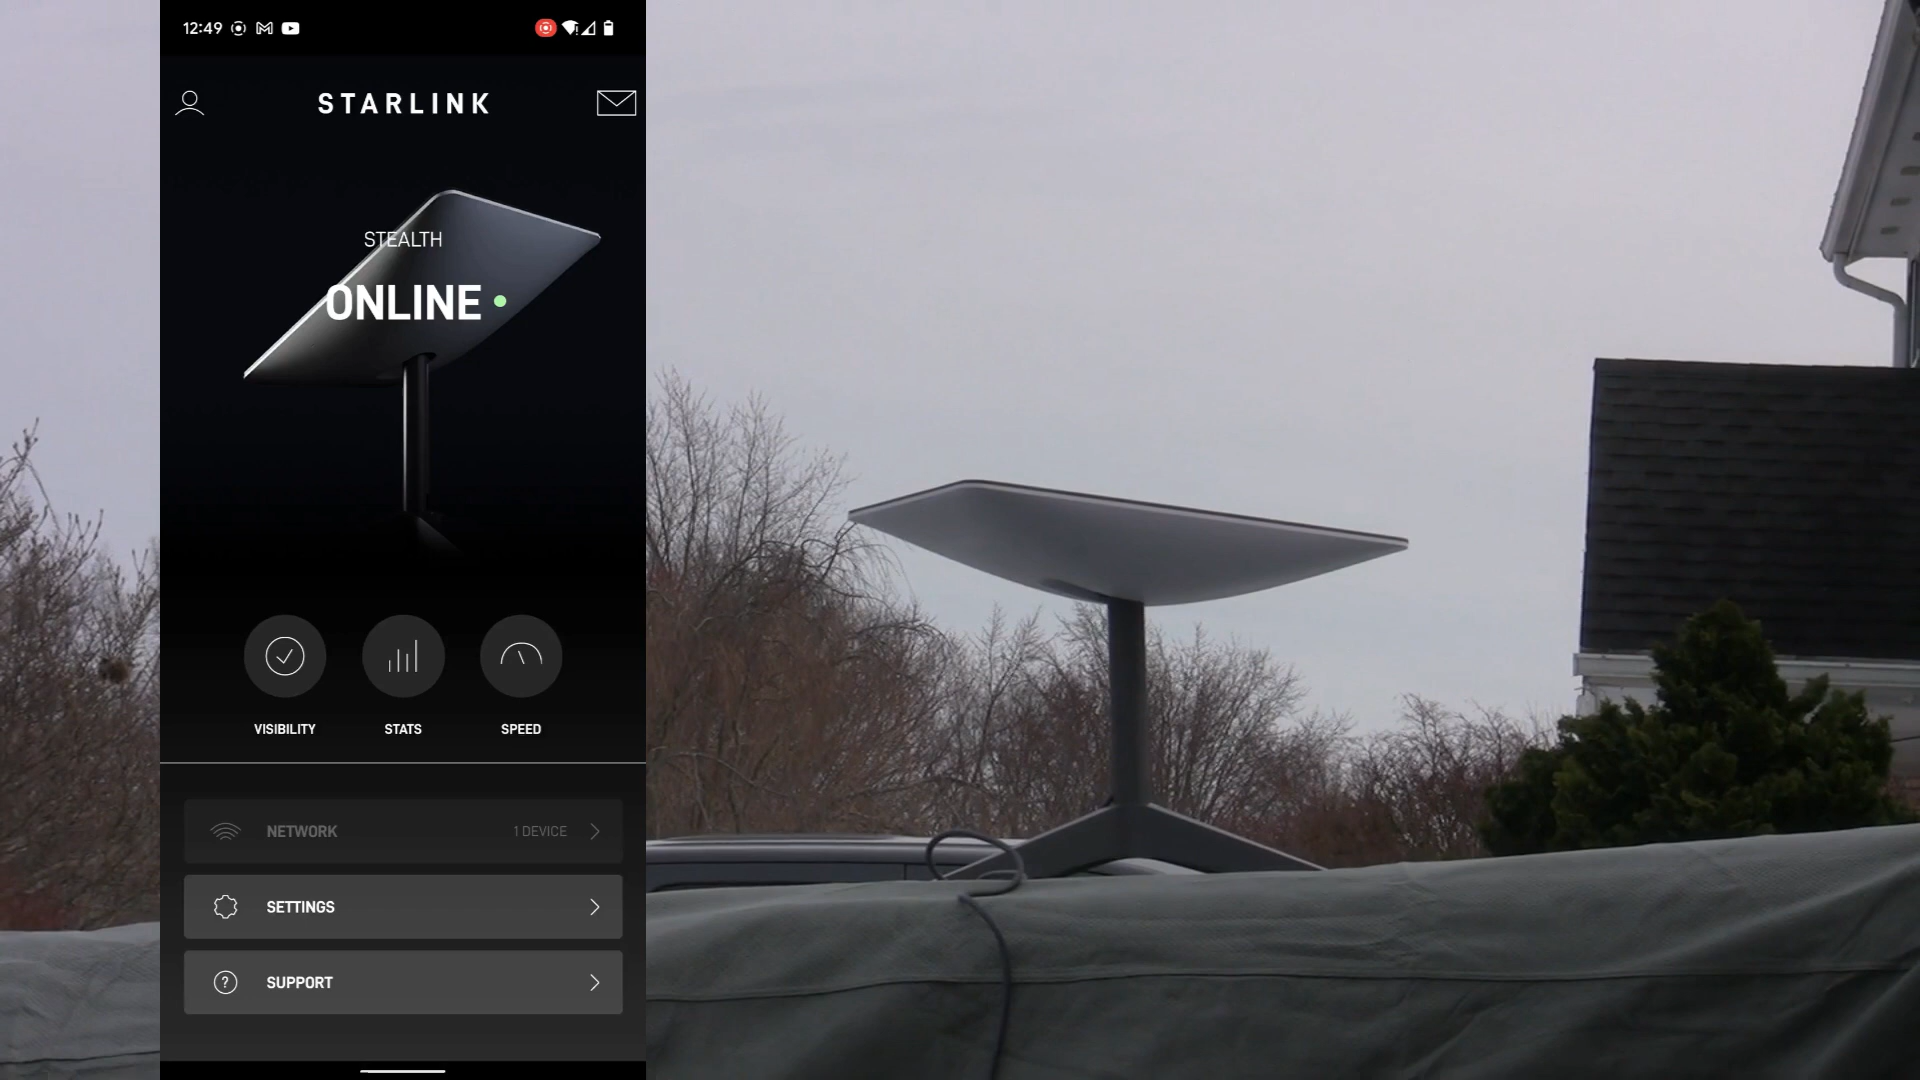 12:49
STARLINK
STEALTH
ONLINE
VISIBILITY
STATS
SPEED
NETWORK
1 DEVICE
SETTINGS
?
SUPPORT